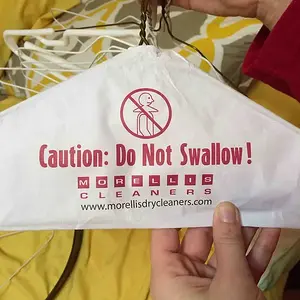 Caution: Do Not Swallow!
MORELLIS
CLEANERS
www.morellisdrycleaners.com